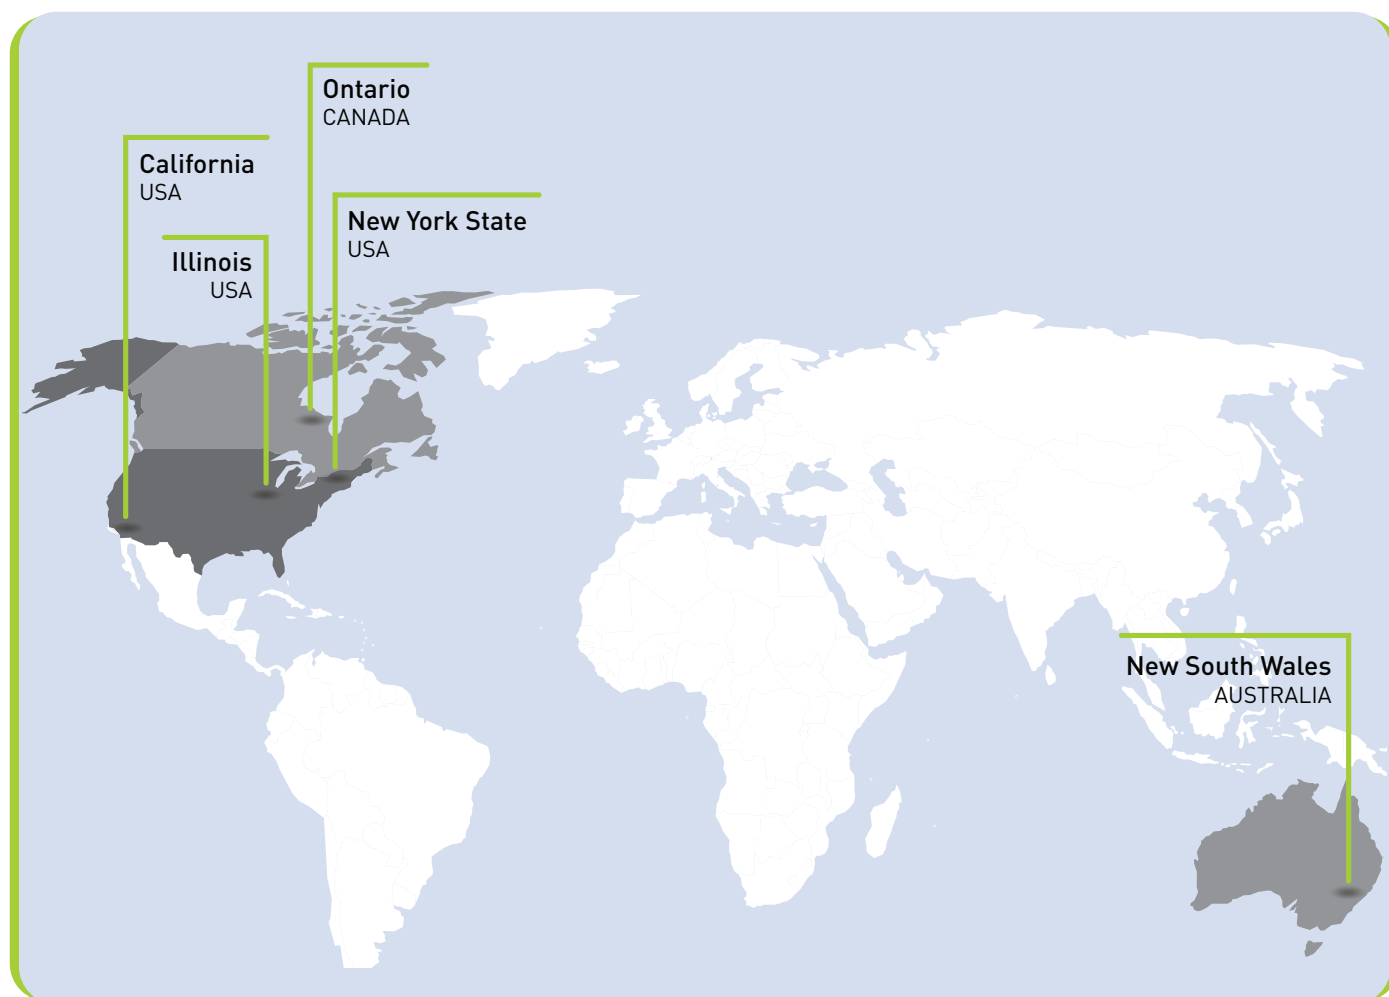 Ontario
CANADA
California
USA
New York State
USA
Illinois
USA
New South Wales
AUSTRALIA